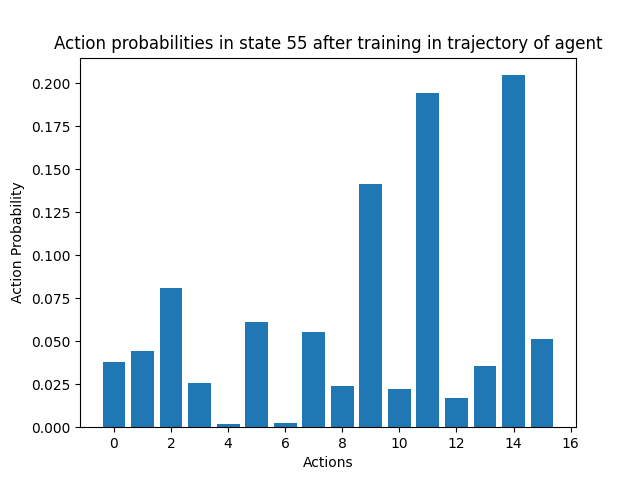 Action probabilities in state 55 after training in trajectory of agent
0.200
0.175
0.150
0.125
0.100
0.075
0.050
0.025
0.000
Action Probability
0 2 4 6 8 10 12 14 16
Actions